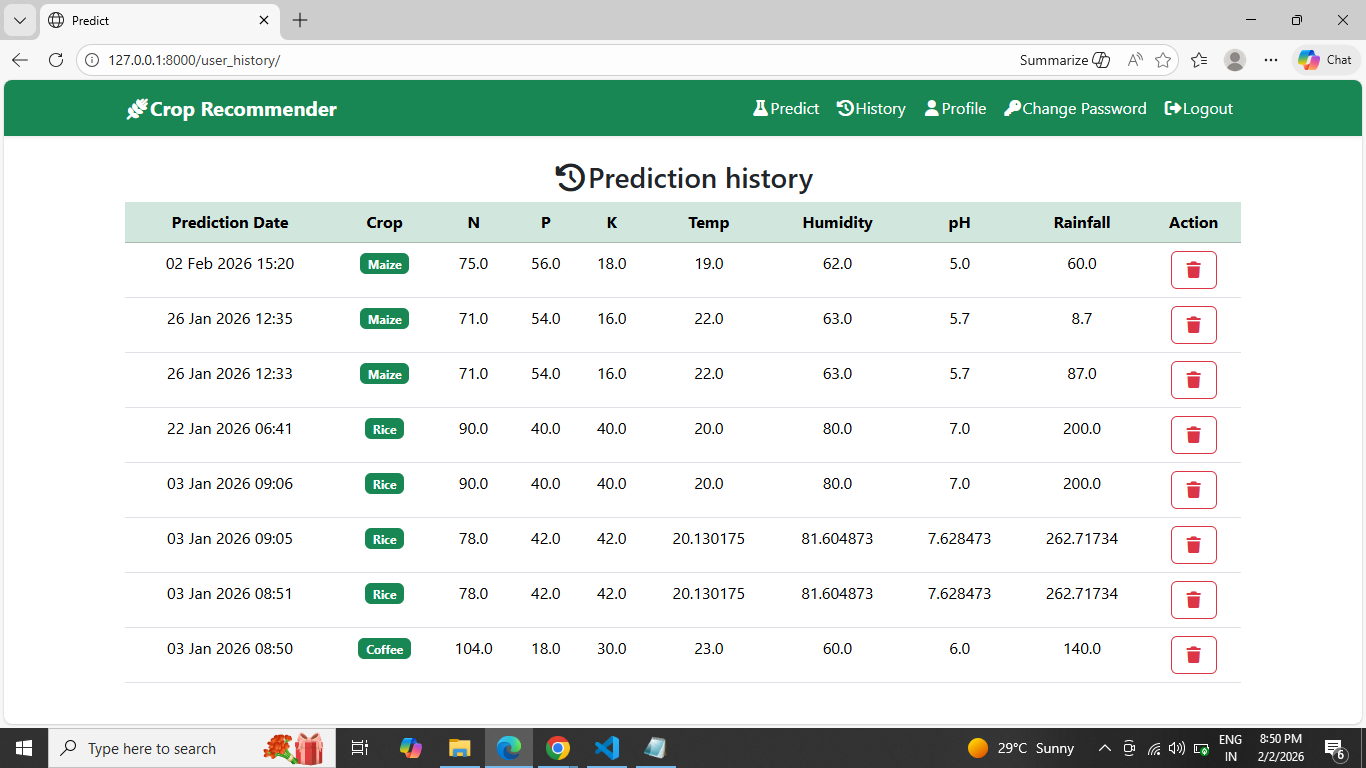 Predict
127.0.0.1:8000/user_history/
Summarize
Chat
Crop Recommender
Predict History Profile Change Password Logout
Prediction history
Prediction Date Crop N P K Temp Humidity pH Rainfall Action
02 Feb 2026 15:20 Maize 75.0 56.0 18.0 19.0 62.0 5.0 60.0
26 Jan 2026 12:35 Maize 71.0 54.0 16.0 22.0 63.0 5.7 8.7
26 Jan 2026 12:33 Maize 71.0 54.0 16.0 22.0 63.0 5.7 87.0
22 Jan 2026 06:41 Rice 90.0 40.0 40.0 20.0 80.0 7.0 200.0
03 Jan 2026 09:06 Rice 90.0 40.0 40.0 20.0 80.0 7.0 200.0
03 Jan 2026 09:05 Rice 78.0 42.0 42.0 20.130175 81.604873 7.628473 262.71734
03 Jan 2026 08:51 Rice 78.0 42.0 42.0 20.130175 81.604873 7.628473 262.71734
03 Jan 2026 08:50 Coffee 104.0 18.0 30.0 23.0 60.0 6.0 140.0
Type here to search
29°C Sunny
ENG
IN
8:50 PM
2/2/2026
6